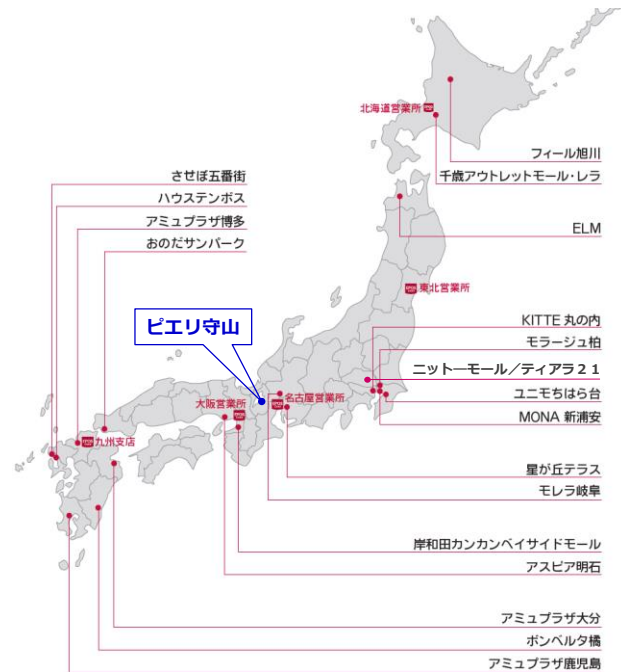 北海道営業所
フィール旭川
千歳アウトレットモール・レラ
させぼ五番街
ハウステンボス
アミュプラザ博多
おのだサンパーク
ELM
東北営業所
ピエリ守山
KITTE 丸の内
モラージュ柏
ニットーモール／ティアラ２１
ユニモちはら台
MONA 新浦安
大阪営業所
名古屋営業所
九州支店
星が丘テラス
モレラ岐阜
岸和田カンカンベイサイドモール
アスピア明石
アミュプラザ大分
ボンベルタ橘
アミュプラザ鹿児島